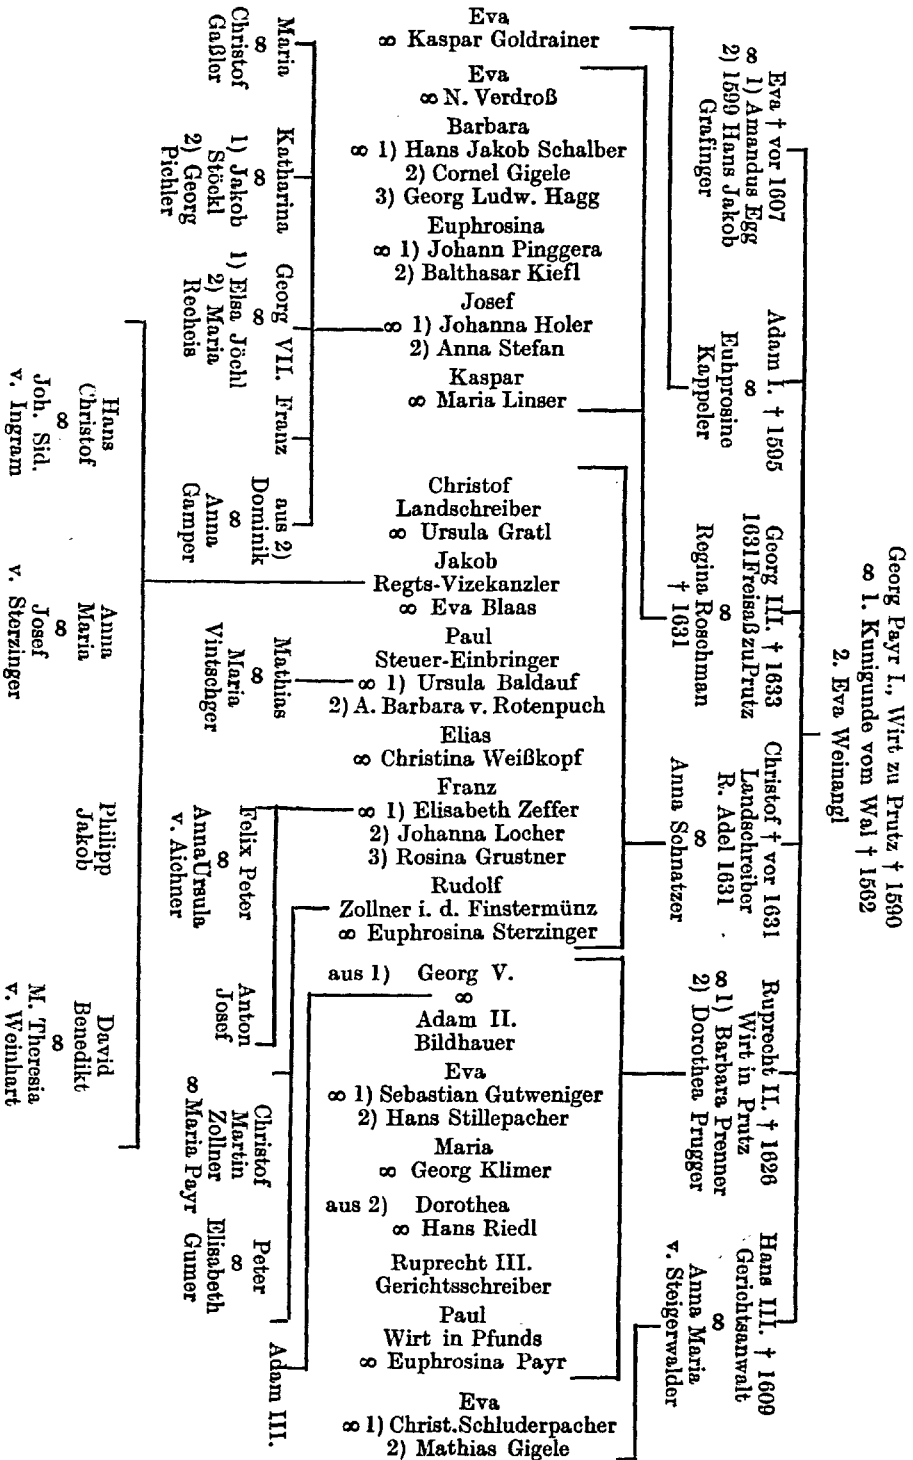 Georg Payr I., Wirt zu Prutz † 1590
∞ 1. Kunigunde vom Wal † 1562
2. Eva Weinangl
Eva † vor 1607
∞ 1) Amandus Egg
2) 1599 Hans Jakob
Grafinger
Adam I. † 1595
∞
Euhprosine
Kappeler
Georg III. † 1633
1631 Freisaß zu Prutz
∞
Regina Roschman
† 1631
Christof † vor 1631
Landschreiber
R. Adel 1631
∞
Anna Schnatzer
Ruprecht II. † 1626
Wirt in Prutz
∞ 1) Barbara Prenner
2) Dorothea Prugger
Hans III. † 1609
Gerichtsanwalt
∞
Anna Maria
v. Steigerwalder
Eva
∞ Kaspar Goldrainer
Eva
∞ N. Verdroß
Barbara
∞ 1) Hans Jakob Schalber
2) Cornel Gigele
3) Georg Ludw. Hagg
Euphrosina
∞ 1) Johann Pinggera
2) Balthasar Kiefl
Josef
∞ 1) Johanna Holer
2) Anna Stefan
Kaspar
∞ Maria Linser
Christof
Landschreiber
∞ Ursula Gratl
Jakob
Regts-Vizekanzler
∞ Eva Blaas
Paul
Steuer-Einbringer
∞ 1) Ursula Baldauf
2) A. Barbara v. Rotenpuch
Elias
∞ Christina Weißkopf
Franz
∞ 1) Elisabeth Zeffer
2) Johanna Locher
3) Rosina Grustner
Rudolf
Zollner i. d. Finstermünz
∞ Euphrosina Sterzinger
aus 1) Georg V.
∞
Adam II.
Bildhauer
Eva
∞ 1) Sebastian Gutweniger
2) Hans Stillepacher
Maria
∞ Georg Klimer
aus 2) Dorothea
∞ Hans Riedl
Ruprecht III.
Gerichtsschreiber
Paul
Wirt in Pfunds
∞ Euphrosina Payr
Eva
∞ 1) Christ. Schluderpacher
2) Mathias Gigele
Maria
∞
Christof
Gaßler
Katharina
∞
1) Jakob
Stöckl
2) Georg
Pichler
Georg VII.
∞
1) Elsa Jöchl
2) Maria
Recheis
Franz
aus 2)
Dominik
∞
Anna
Gamper
Mathias
∞
Maria
Vintschger
Felix Peter
∞
Anna Ursula
v. Aichner
Anton
Josef
Christof
Martin
Zollner
∞ Maria Payr
Peter
∞
Elisabeth
Gumer
Adam III.
Hans
Christof
∞
Joh. Sid.
v. Ingram
Anna
Maria
∞
Josef
v. Sterzinger
Philipp
Jakob
David
Benedikt
∞
M. Theresia
v. Weinhart